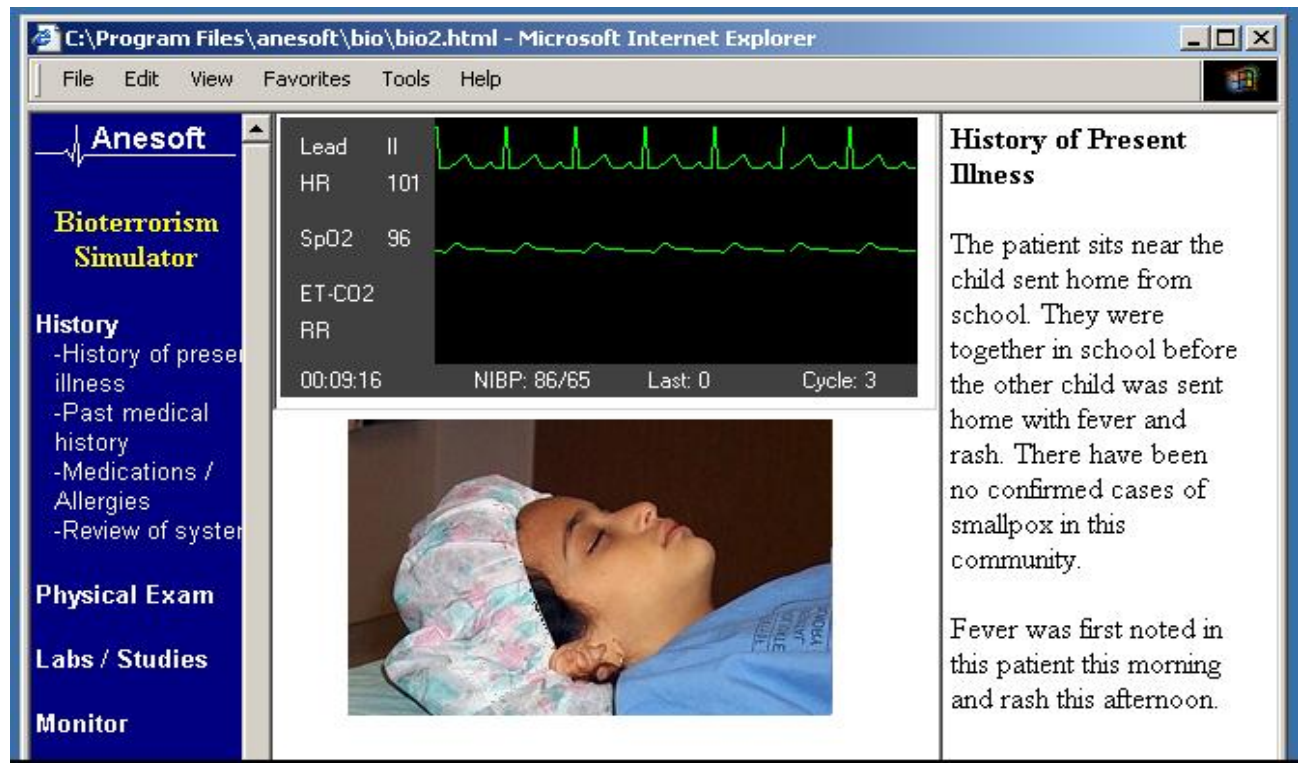 C:\Program Files\anesoft\bio\bio2.html - Microsoft Internet Explorer
File Edit View Favorites Tools Help
Anesoft
Bioterrorism
Simulator
History
-History of presen
illness
-Past medical
history
-Medications /
Allergies
-Review of system
Physical Exam
Labs / Studies
Monitor
Lead II
HR 101
SpO2 96
ET-CO2
RR
00:09:16 NIBP: 86/65 Last: 0 Cycle: 3
History of Present
Illness
The patient sits near the
child sent home from
school. They were
together in school before
the other child was sent
home with fever and
rash. There have been
no confirmed cases of
smallpox in this
community.
Fever was first noted in
this patient this morning
and rash this afternoon.